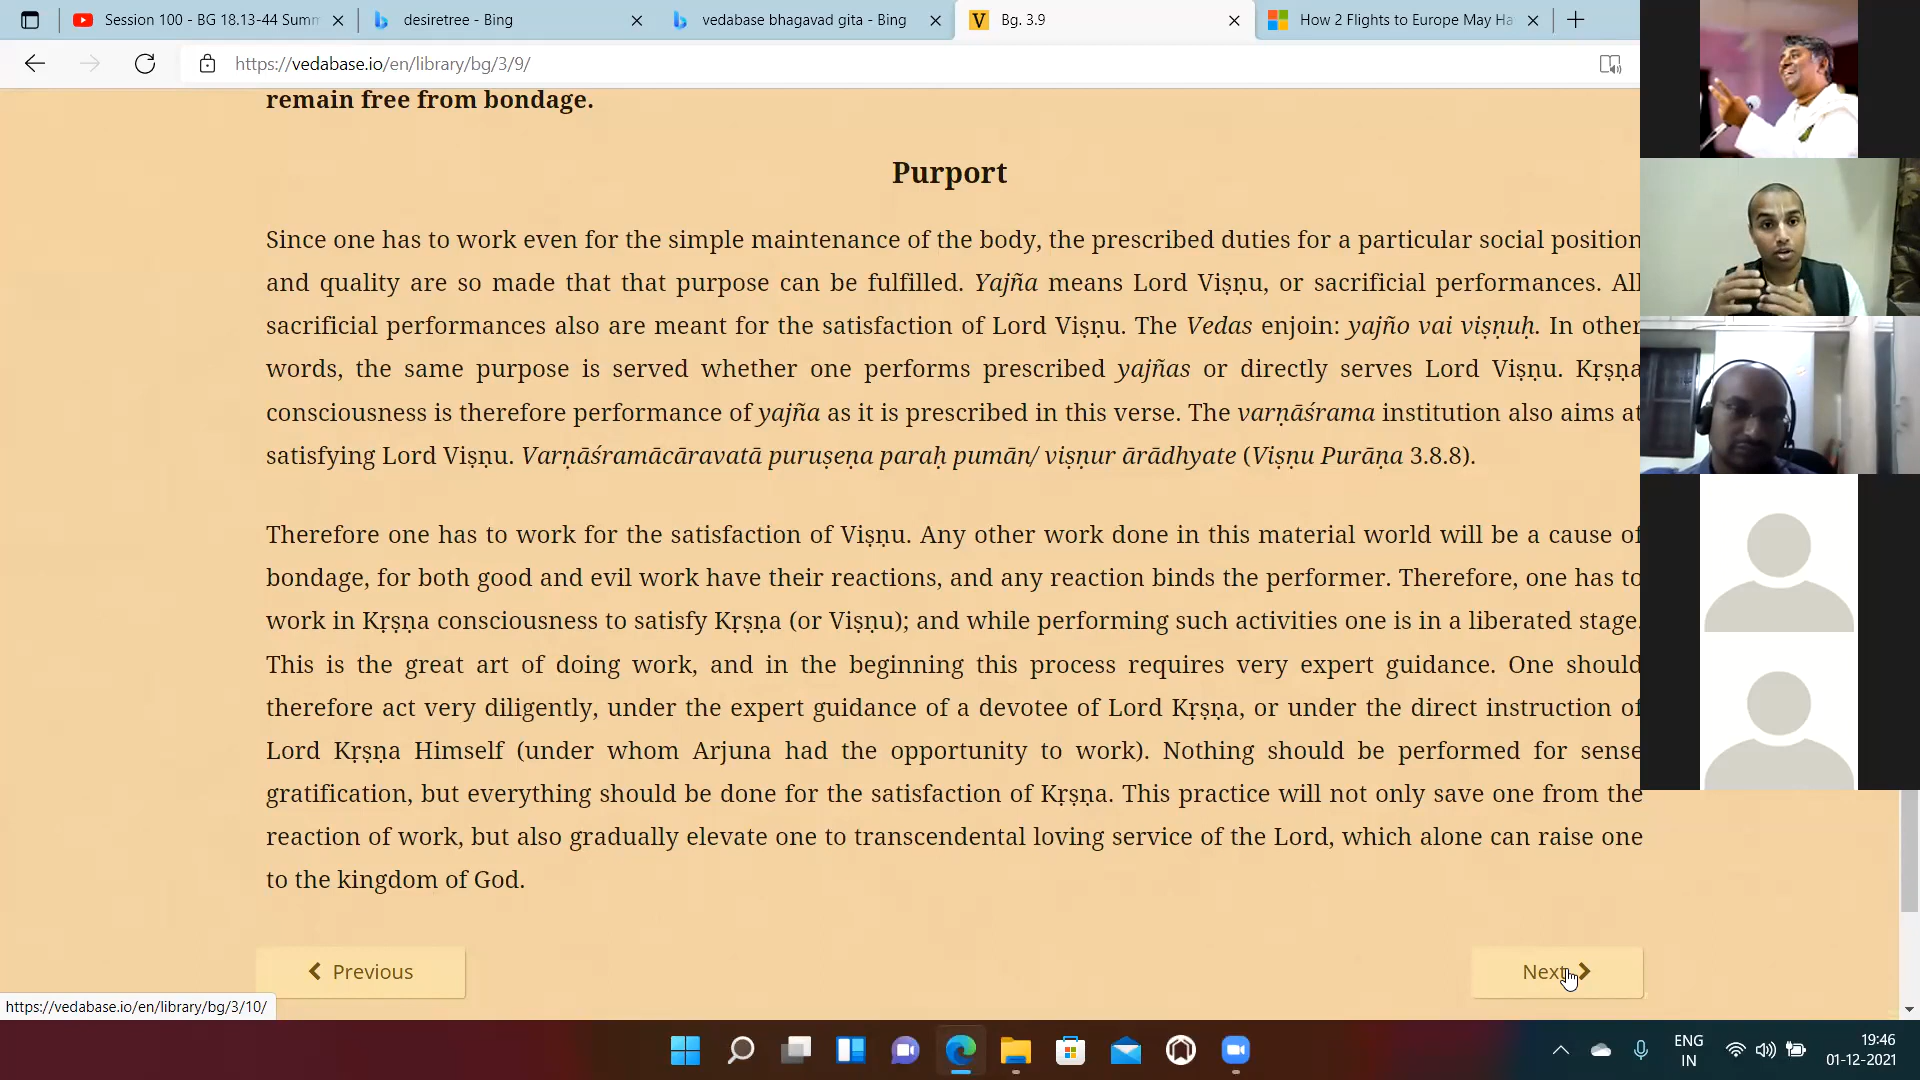 Session 100 - BG 18.13-44 Summ
desiretree - Bing
vedabase bhagavad gita - Bing
Bg. 3.9
How 2 Flights to Europe May Ha
https://vedabase.io/en/library/bg/3/9/
remain free from bondage.
Purport
Since one has to work even for the simple maintenance of the body, the prescribed duties for a particular social position
and quality are so made that that purpose can be fulfilled. Yajña means Lord Viṣṇu, or sacrificial performances. All
sacrificial performances also are meant for the satisfaction of Lord Viṣṇu. The Vedas enjoin: yajño vai viṣṇuḥ. In other
words, the same purpose is served whether one performs prescribed yajñas or directly serves Lord Viṣṇu. Kṛṣṇa
consciousness is therefore performance of yajña as it is prescribed in this verse. The varṇāśrama institution also aims at
satisfying Lord Viṣṇu. Varṇāśramācāravatā puruṣeṇa paraḥ pumān/ viṣṇur ārādhyate (Viṣṇu Purāṇa 3.8.8).
Therefore one has to work for the satisfaction of Viṣṇu. Any other work done in this material world will be a cause of
bondage, for both good and evil work have their reactions, and any reaction binds the performer. Therefore, one has to
work in Kṛṣṇa consciousness to satisfy Kṛṣṇa (or Viṣṇu); and while performing such activities one is in a liberated stage.
This is the great art of doing work, and in the beginning this process requires very expert guidance. One should
therefore act very diligently, under the expert guidance of a devotee of Lord Kṛṣṇa, or under the direct instruction of
Lord Kṛṣṇa Himself (under whom Arjuna had the opportunity to work). Nothing should be performed for sense
gratification, but everything should be done for the satisfaction of Kṛṣṇa. This practice will not only save one from the
reaction of work, but also gradually elevate one to transcendental loving service of the Lord, which alone can raise one
to the kingdom of God.
Previous
Next
https://vedabase.io/en/library/bg/3/10/
ENG
IN
19:46
01-12-2021